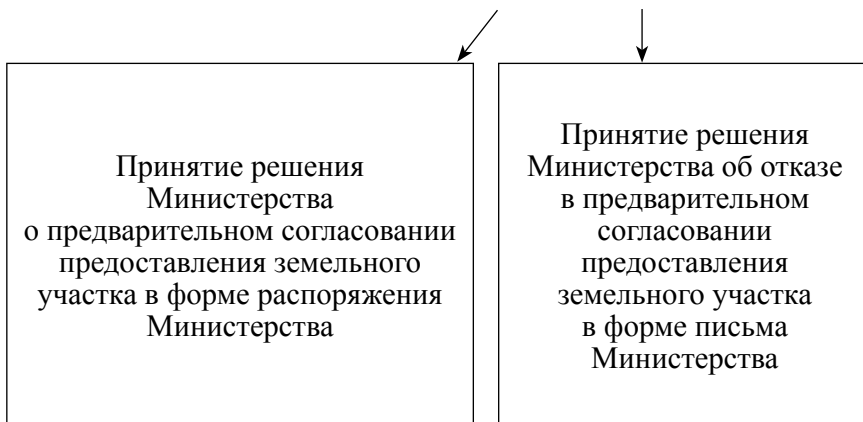 Принятие решения
Министерства
о предварительном согласовании
предоставления земельного
участка в форме распоряжения
Министерства
Принятие решения
Министерства об отказе
в предварительном
согласовании
предоставления
земельного участка
в форме письма
Министерства